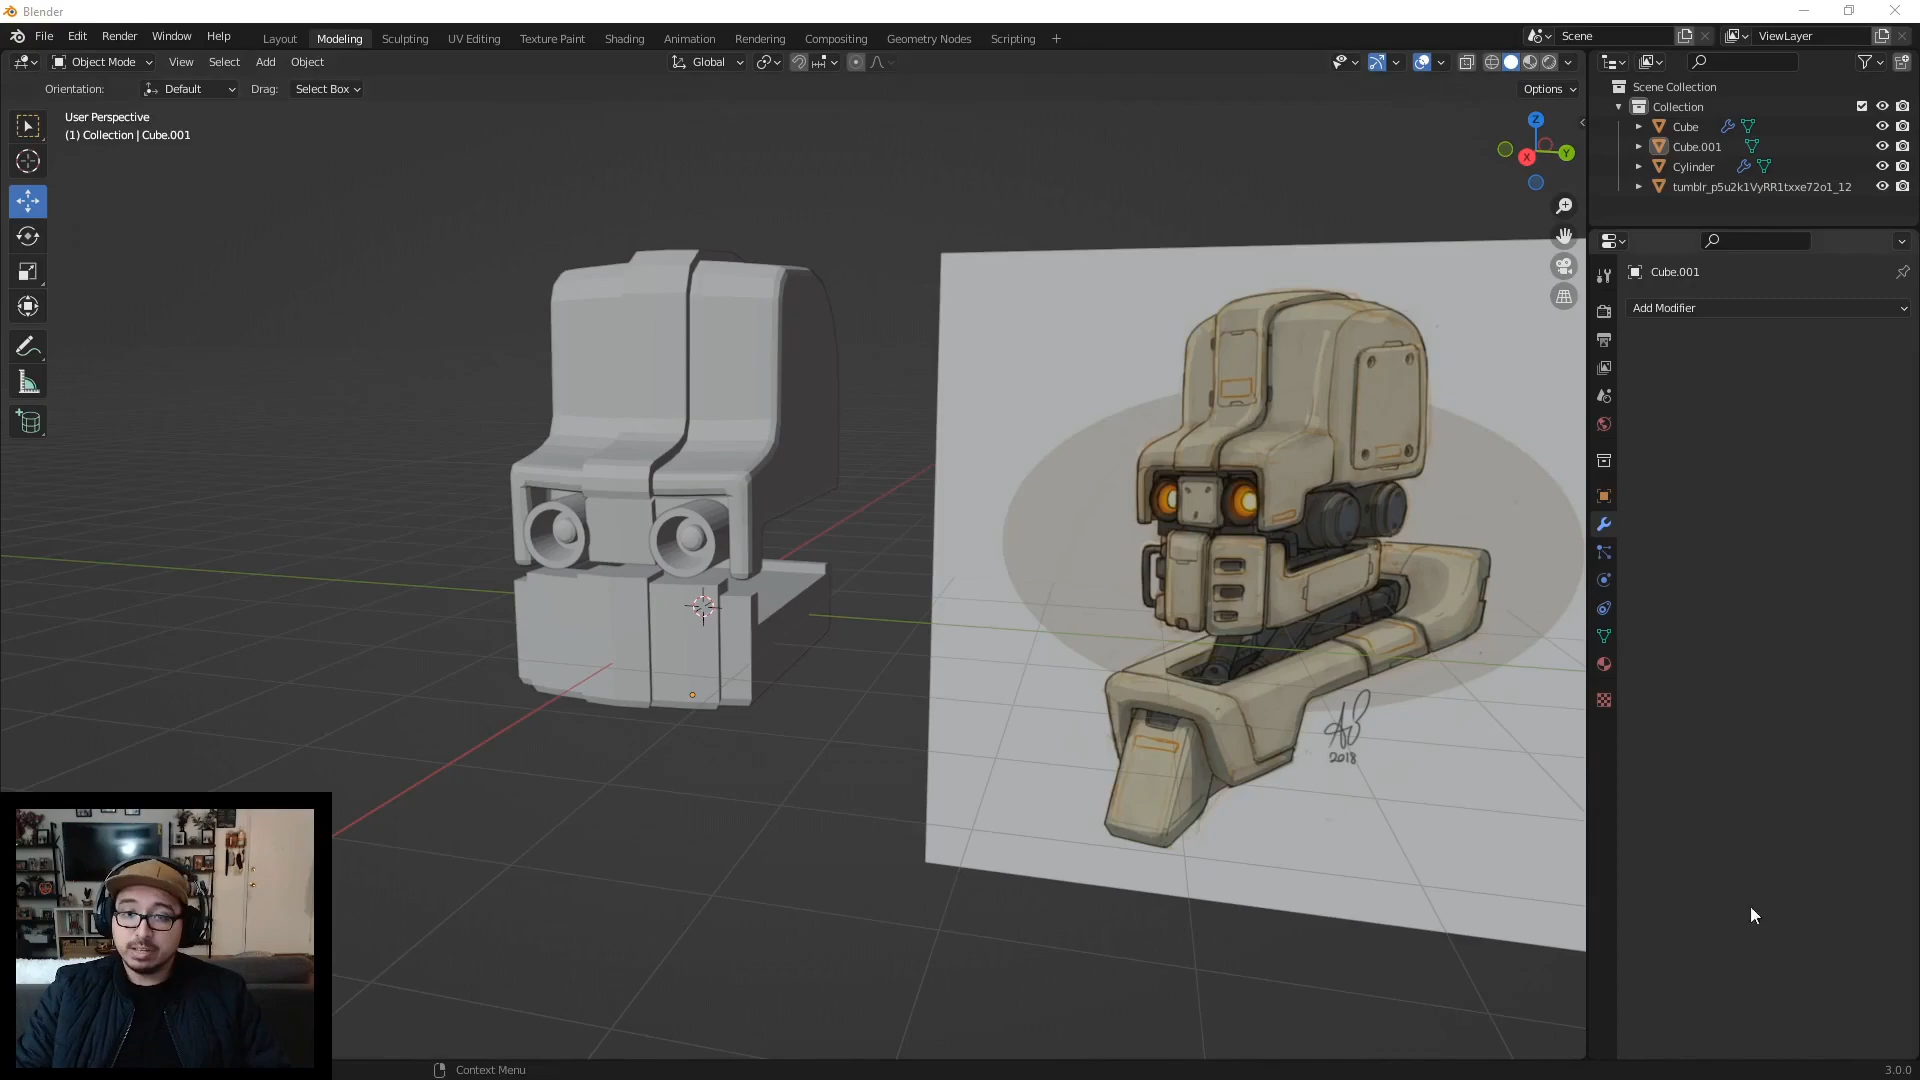 Blender
File Edit Render Window Help
Layout Modeling Sculpting UV Editing Texture Paint Shading Animation Rendering Compositing Geometry Nodes Scripting
Scene
ViewLayer
Object Mode View Select Add Object
Global
Orientation: Default Drag: Select Box
Options
User Perspective
(1) Collection | Cube.001
Z
Y
X
Scene Collection
Collection
Cube
Cube.001
Cylinder
tumblr_p5u2k1VyRR1txxe72o1_12
Cube.001
Add Modifier
2018
Context Menu
3.0.0